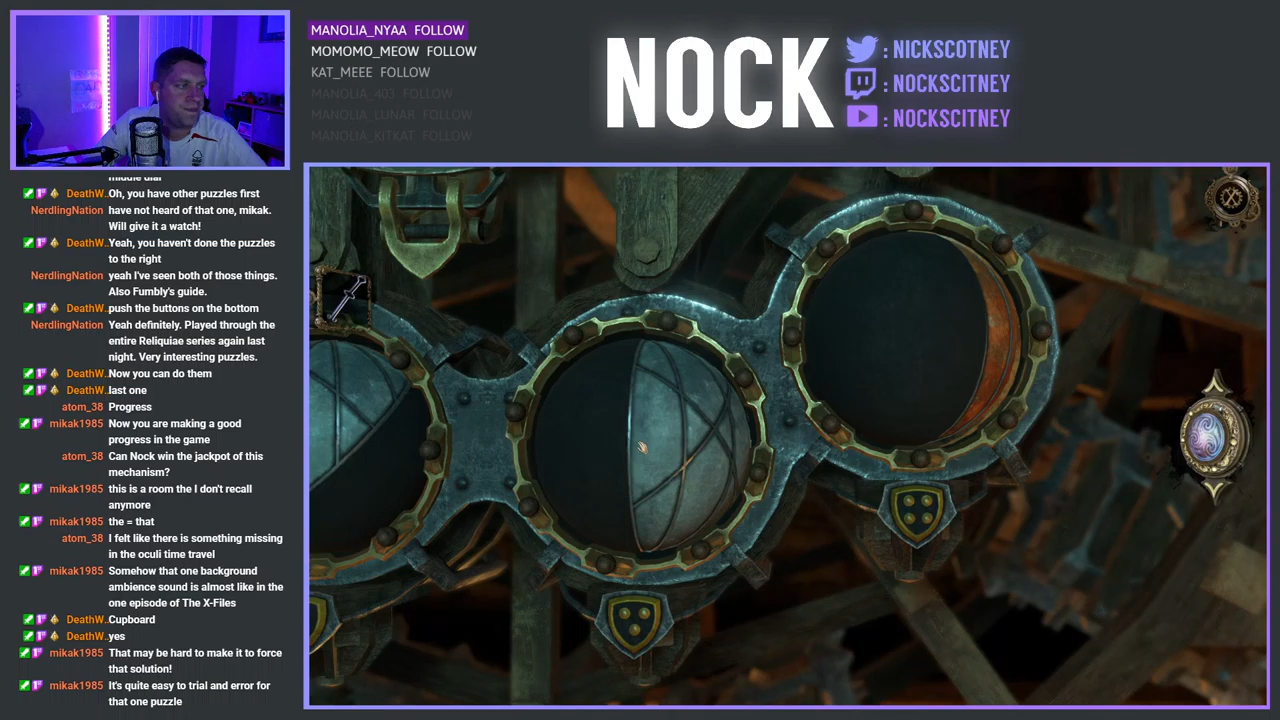 MANOLIA_NYAA FOLLOW
MOMOMO_MEOW FOLLOW
KAT_MEEE FOLLOW
MANOLIA_403 FOLLOW
MANOLIA_LUNAR FOLLOW
MANOLIA_KITKAT FOLLOW
NOCK
: NICKSCOTNEY
: NOCKSCITNEY
: NOCKSCITNEY
middle dial
DeathW.. Oh, you have other puzzles first
NerdlingNation have not heard of that one, mikak.
Will give it a watch!
DeathW.. Yeah, you haven't done the puzzles
to the right
NerdlingNation yeah I've seen both of those things.
Also Fumbly's guide.
DeathW.. push the buttons on the bottom
NerdlingNation Yeah definitely. Played through the
entire Reliquiae series again last
night. Very interesting puzzles.
DeathW.. Now you can do them
DeathW.. last one
atom_38 Progress
mikak1985 Now you are making a good
progress in the game
atom_38 Can Nock win the jackpot of this
mechanism?
mikak1985 this is a room the I don't recall
anymore
mikak1985 the = that
atom_38 I felt like there is something missing
in the oculi time travel
mikak1985 Somehow that one background
ambience sound is almost like in the
one episode of The X-Files
DeathW.. Cupboard
DeathW.. yes
mikak1985 That may be hard to make it to force
that solution!
mikak1985 It's quite easy to trial and error for
that one puzzle